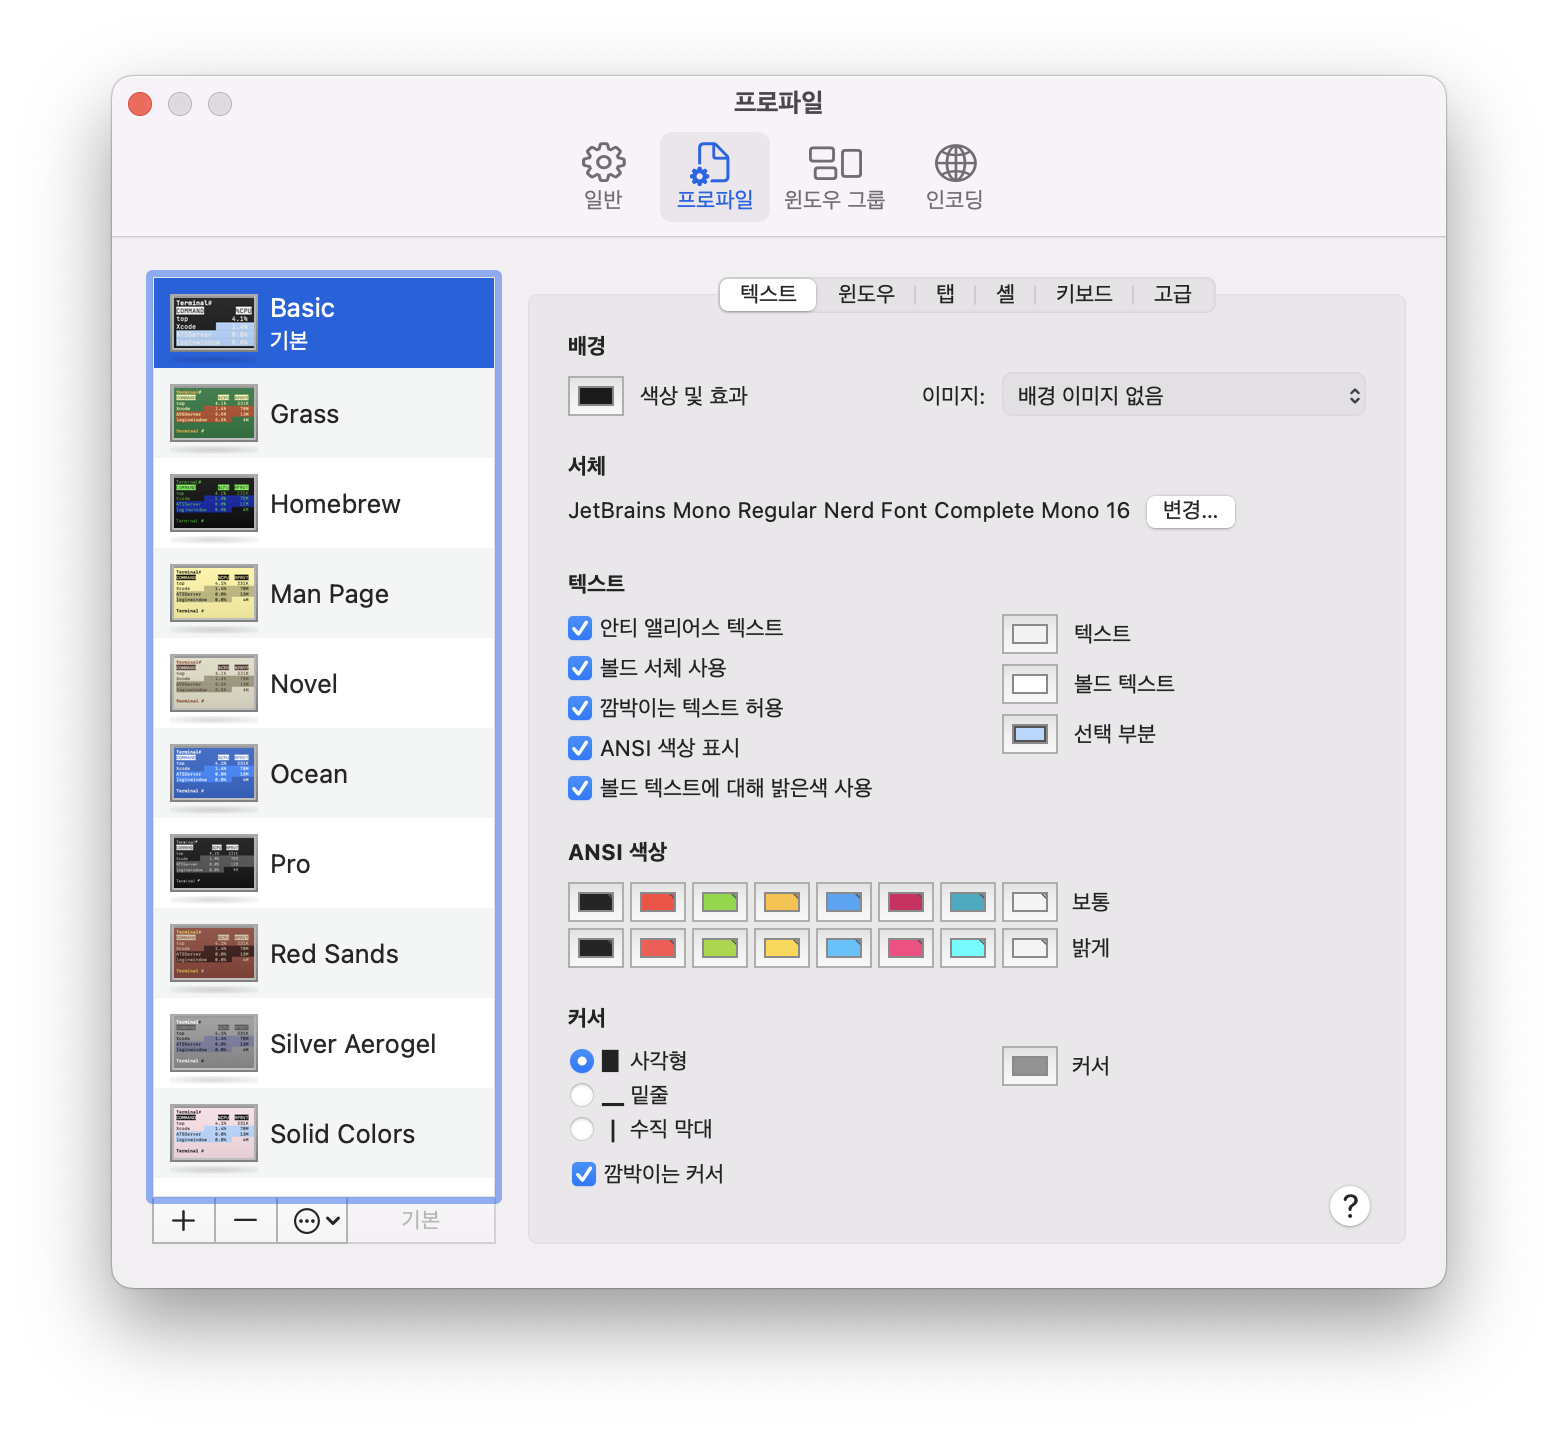 프로파일
일반
프로파일
윈도우 그룹
인코딩
Basic
기본
Grass
Homebrew
Man Page
Novel
Ocean
Pro
Red Sands
Silver Aerogel
Solid Colors
기본
텍스트 윈도우 탭 셸 키보드 고급
배경
색상 및 효과 이미지: 배경 이미지 없음
서체
JetBrains Mono Regular Nerd Font Complete Mono 16 변경...
텍스트
안티 앨리어스 텍스트
볼드 서체 사용
깜박이는 텍스트 허용
ANSI 색상 표시
볼드 텍스트에 대해 밝은색 사용
텍스트
볼드 텍스트
선택 부분
ANSI 색상
보통
밝게
커서
사각형
밑줄
수직 막대
깜박이는 커서
커서
?